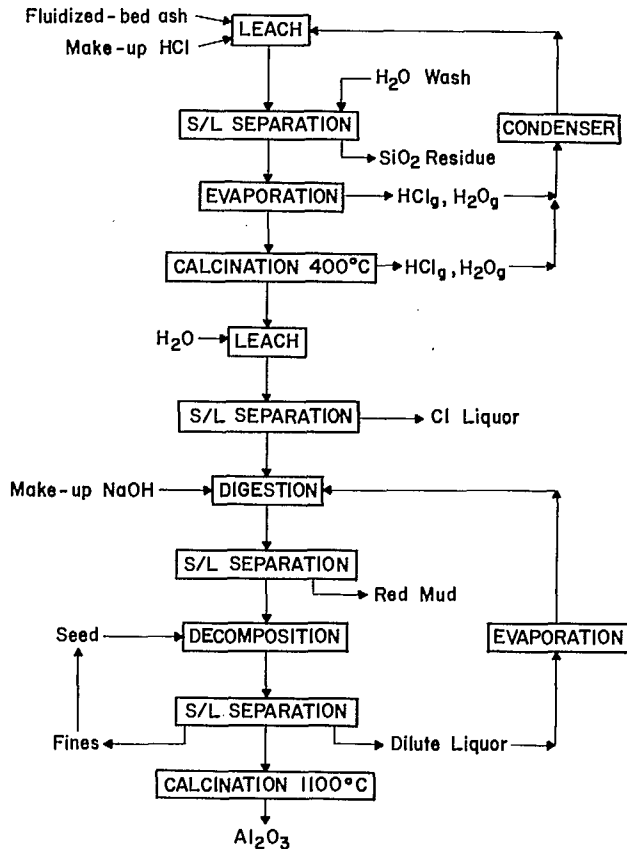 Fluidized-bed ash
Make-up HCl
LEACH
H₂O Wash
S/L SEPARATION
CONDENSER
SiO₂ Residue
EVAPORATION
HClg, H₂Og
CALCINATION 400°C
HClg, H₂Og
H₂O
LEACH
S/L SEPARATION
Cl Liquor
Make-up NaOH
DIGESTION
S/L SEPARATION
Red Mud
Seed
DECOMPOSITION
EVAPORATION
S/L SEPARATION
Fines
Dilute Liquor
CALCINATION 1100°C
Al₂O₃